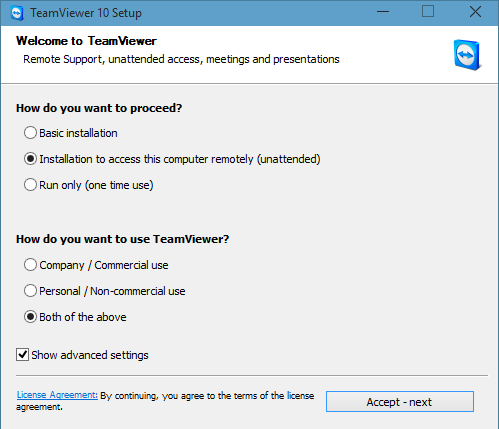 TeamViewer 10 Setup
Welcome to TeamViewer
Remote Support, unattended access, meetings and presentations
How do you want to proceed?
Basic installation
Installation to access this computer remotely (unattended)
Run only (one time use)
How do you want to use TeamViewer?
Company / Commercial use
Personal / Non-commercial use
Both of the above
Show advanced settings
License Agreement: By continuing, you agree to the terms of the license
agreement.
Accept - next